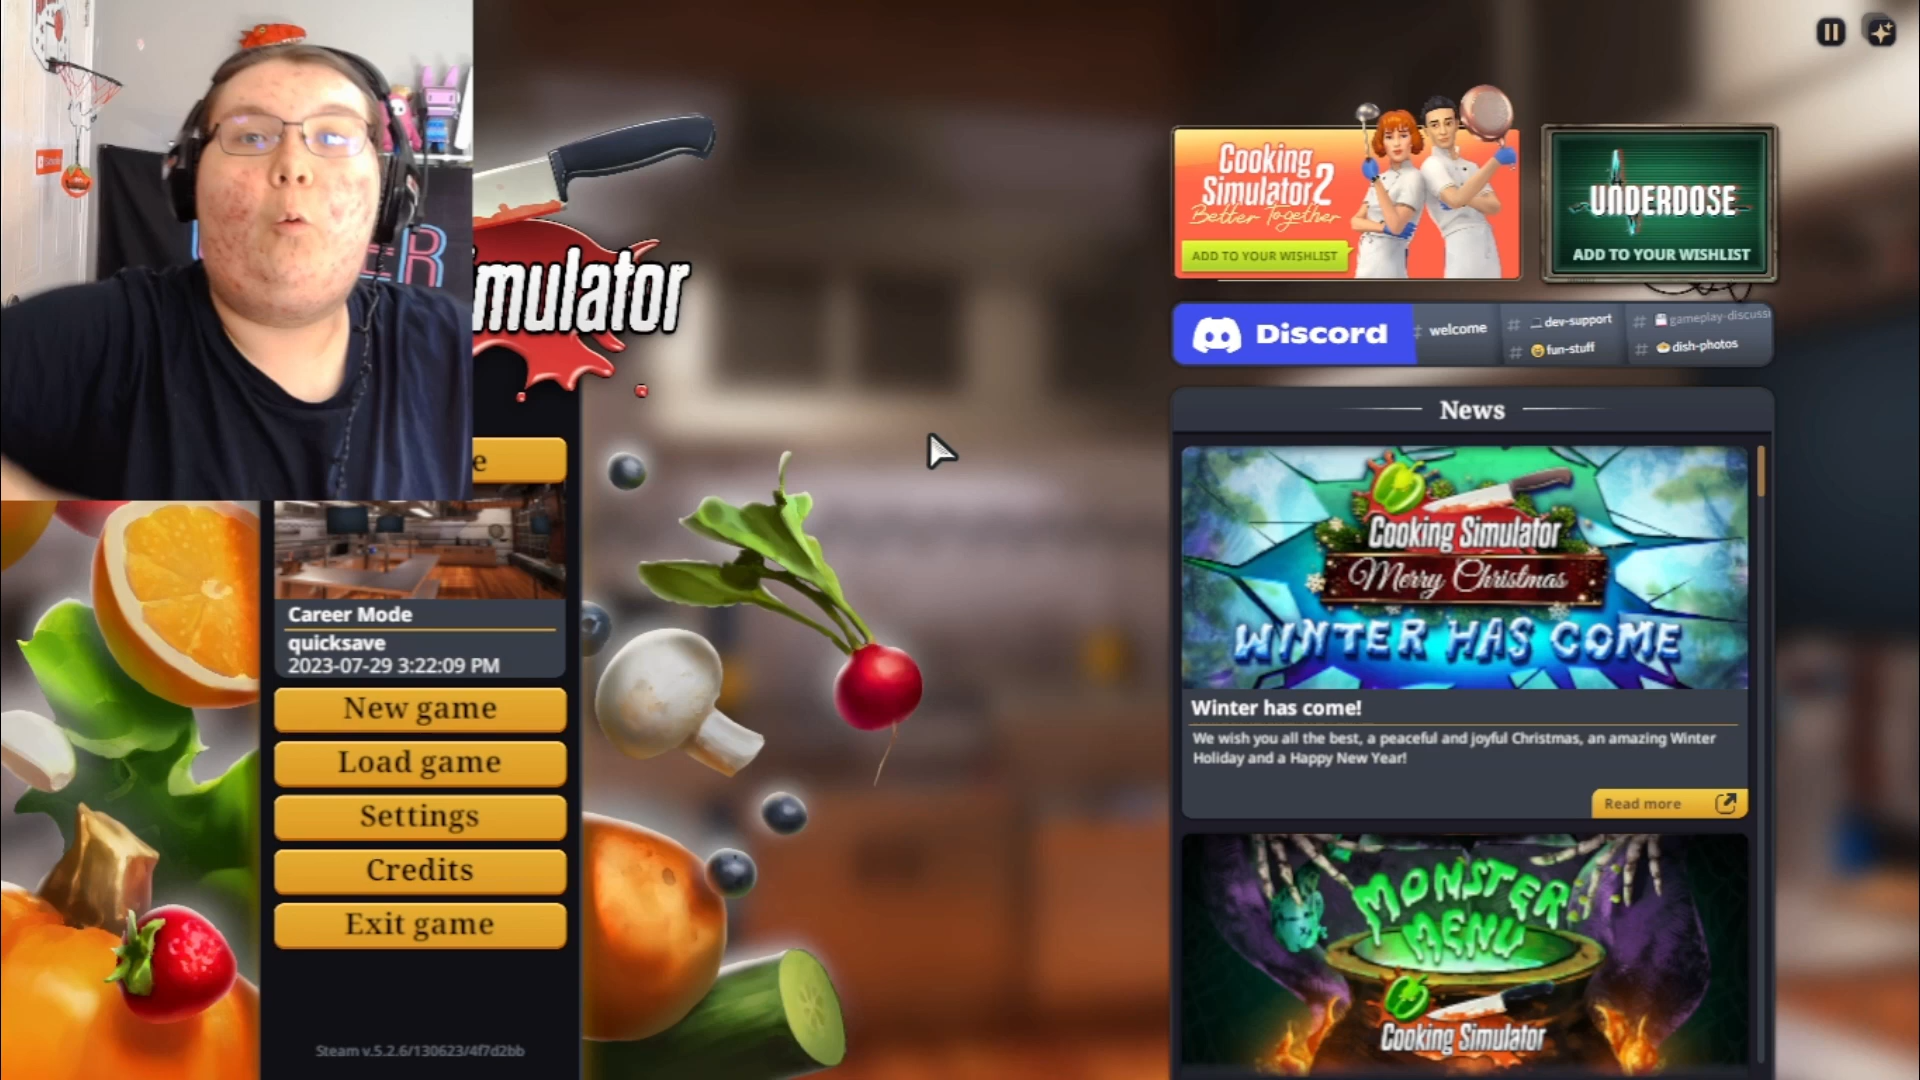 imulator
e
Career Mode
quicksave
2023-07-29 3:22:09 PM
New game
Load game
Settings
Credits
Exit game
Steam v.5.2.6/130623/4f7d2bb
Cooking
Simulator 2
Better Together
ADD TO YOUR WISHLIST
UNDERDOSE
ADD TO YOUR WISHLIST
Discord
# welcome
# dev-support
# gameplay-discuss
# fun-stuff
# dish-photos
News
Cooking Simulator
Merry Christmas
WINTER HAS COME
Winter has come!
We wish you all the best, a peaceful and joyful Christmas, an amazing Winter
Holiday and a Happy New Year!
Read more
MONSTER
MENU
Cooking Simulator